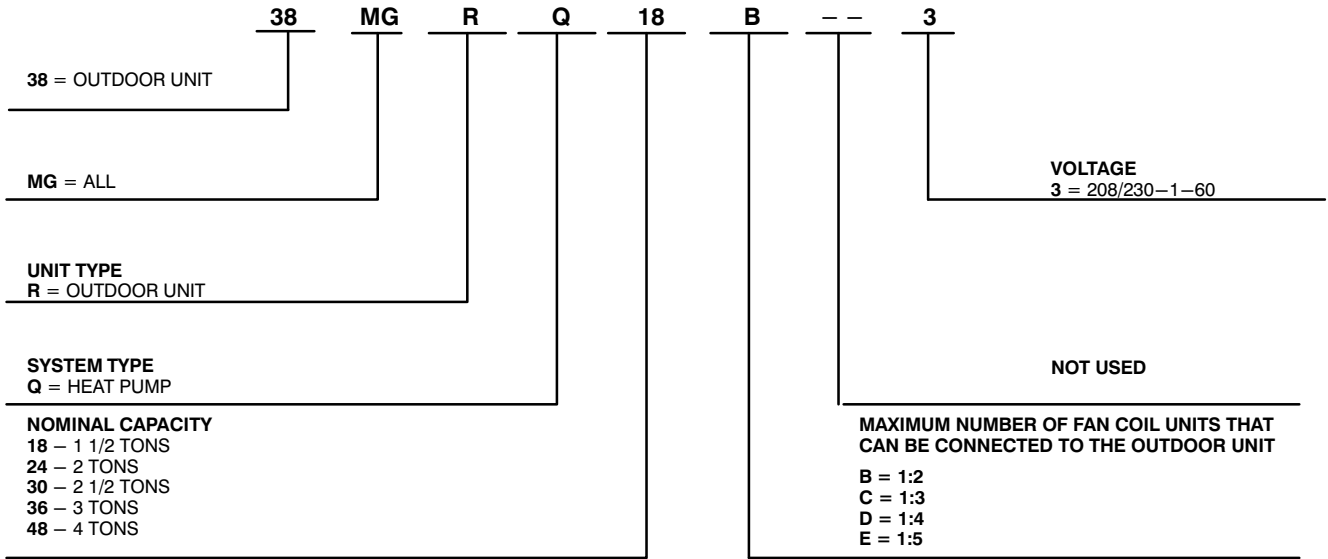 38 MG R Q 18 B – – 3
38 = OUTDOOR UNIT
MG = ALL
VOLTAGE
3 = 208/230−1−60
UNIT TYPE
R = OUTDOOR UNIT
SYSTEM TYPE
Q = HEAT PUMP
NOT USED
NOMINAL CAPACITY
18 − 1 1/2 TONS
24 − 2 TONS
30 − 2 1/2 TONS
36 − 3 TONS
48 − 4 TONS
MAXIMUM NUMBER OF FAN COIL UNITS THAT
CAN BE CONNECTED TO THE OUTDOOR UNIT
B = 1:2
C = 1:3
D = 1:4
E = 1:5